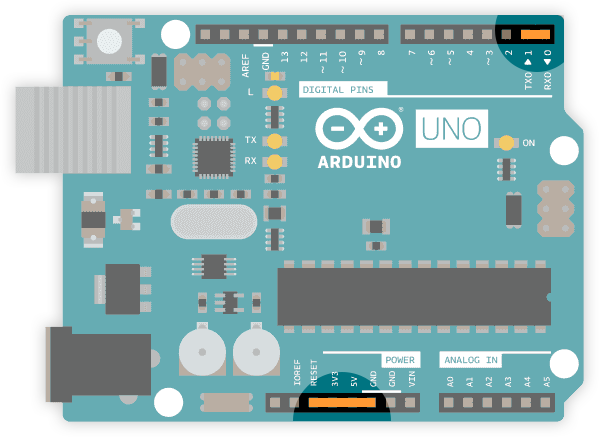 AREF
GND
13
12
~11
~10
~9
8
7
~6
~5
4
~3
2
TX0 ▶ 1
RX0 ◀ 0
L
DIGITAL PINS
TX
RX
ARDUINO
®
UNO
ON
POWER
ANALOG IN
IOREF
RESET
3V3
5V
GND
GND
VIN
A0
A1
A2
A3
A4
A5